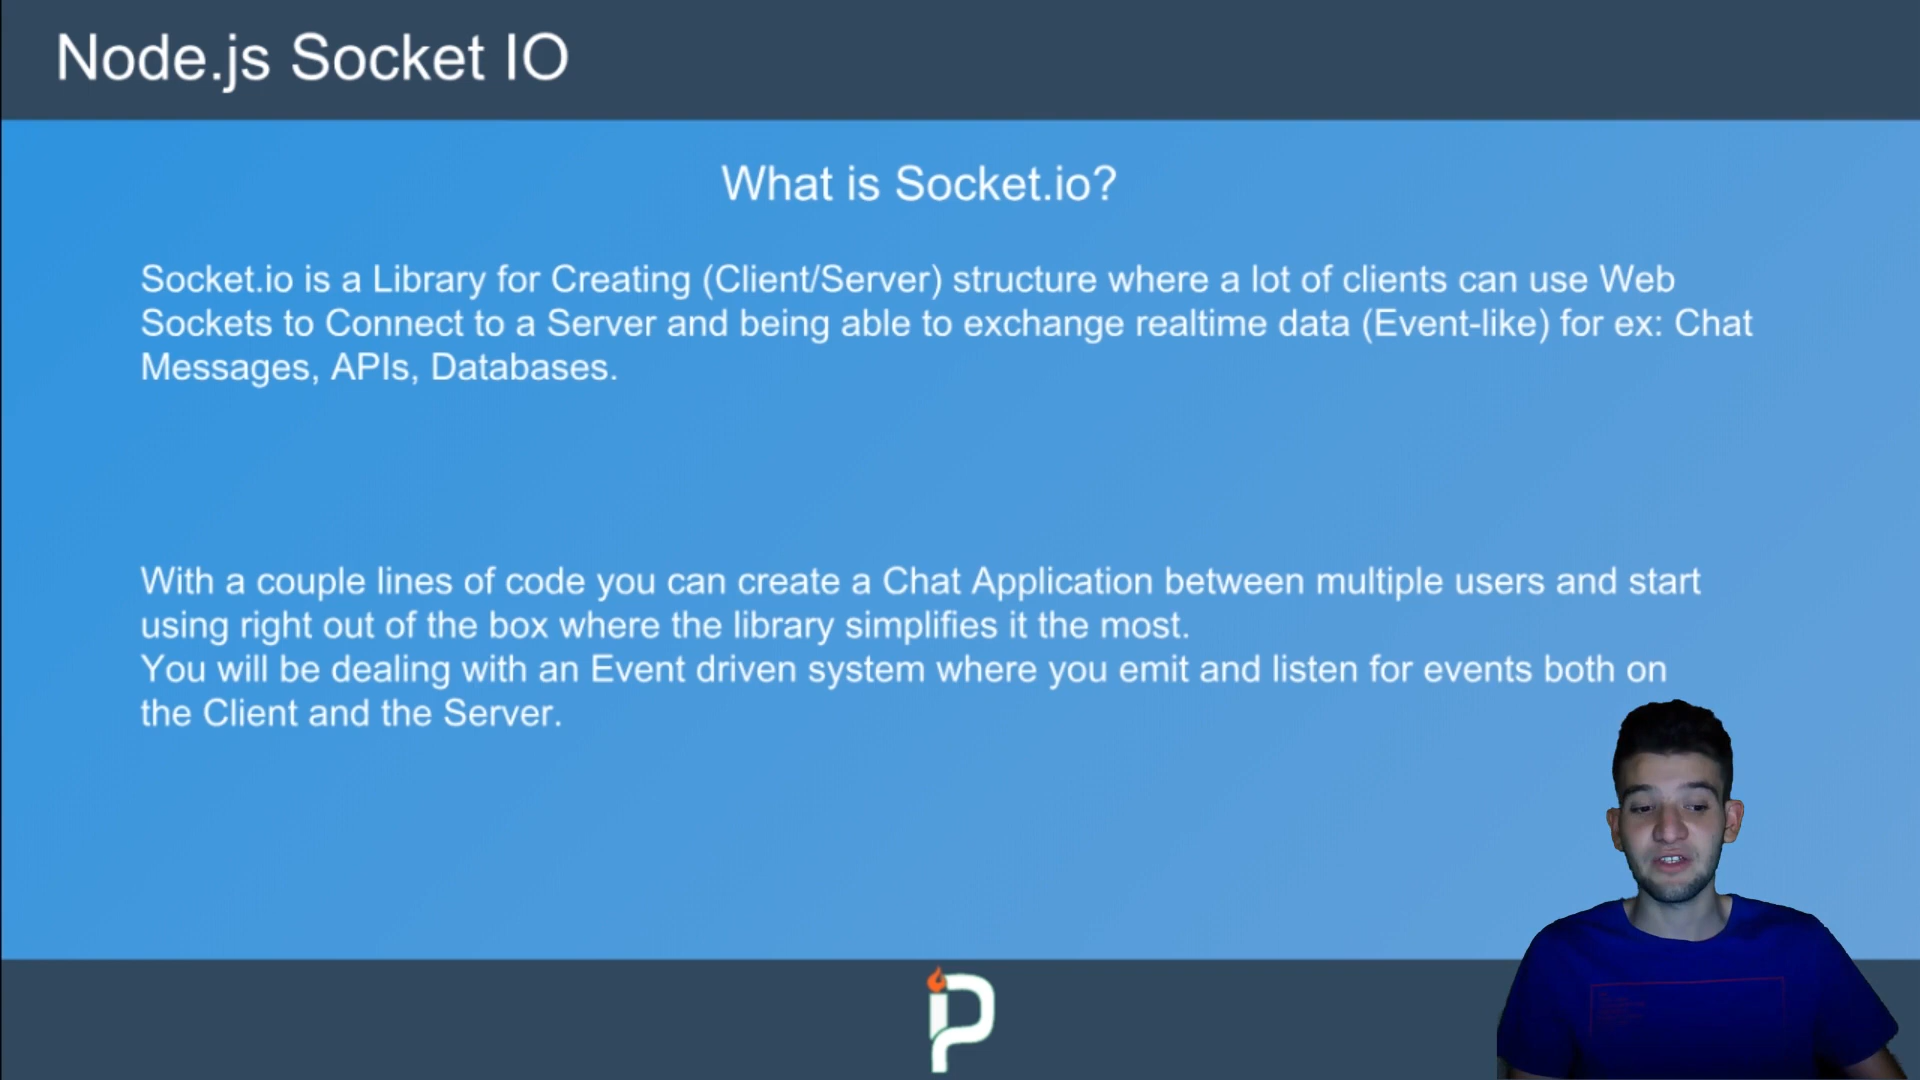 Node.js Socket IO
What is Socket.io?
Socket.io is a Library for Creating (Client/Server) structure where a lot of clients can use Web
Sockets to Connect to a Server and being able to exchange realtime data (Event-like) for ex: Chat
Messages, APIs, Databases.
With a couple lines of code you can create a Chat Application between multiple users and start
using right out of the box where the library simplifies it the most.
You will be dealing with an Event driven system where you emit and listen for events both on
the Client and the Server.